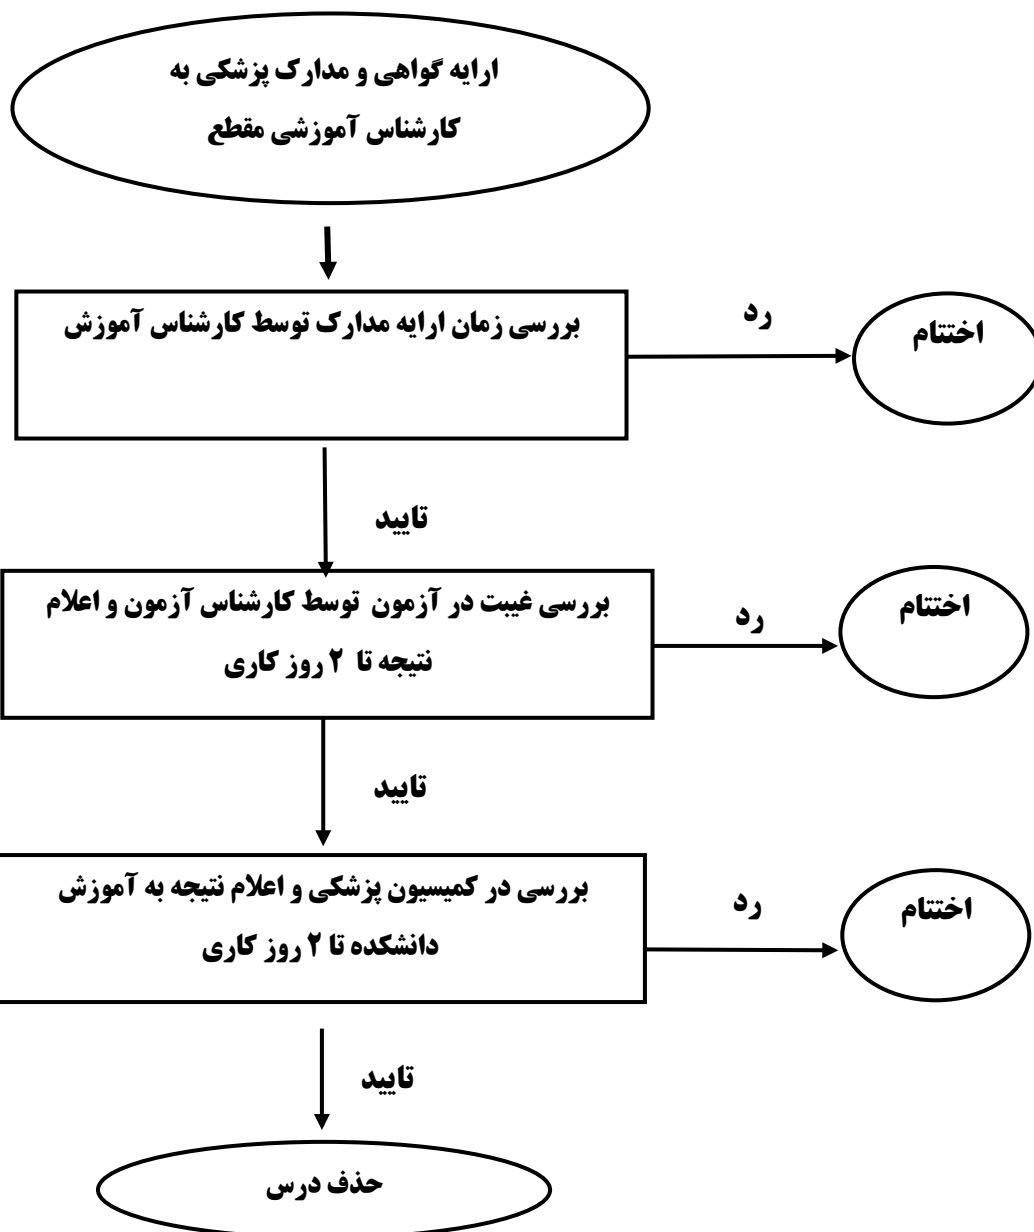 ارایه گواهی و مدارک پزشکی به
کارشناس آموزشی مقطع
بررسی زمان ارایه مدارک توسط کارشناس آموزش
رد
اختتام
تایید
بررسی غیبت در آزمون توسط کارشناس آزمون و اعلام
نتیجه تا ۲ روز کاری
رد
اختتام
تایید
بررسی در کمیسیون پزشکی و اعلام نتیجه به آموزش
دانشکده تا ۲ روز کاری
رد
اختتام
تایید
حذف درس